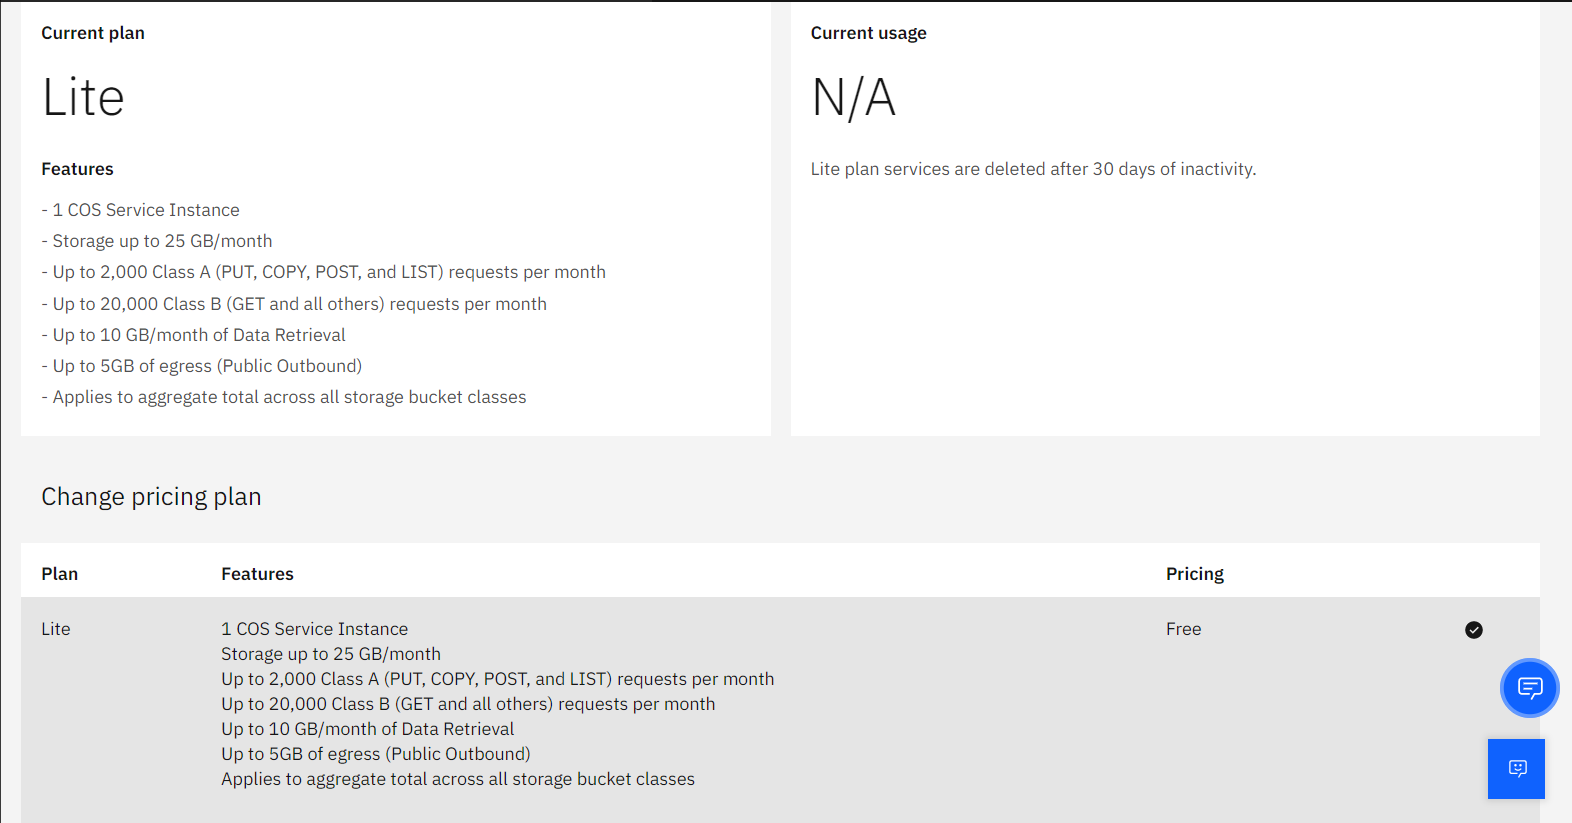 Current plan
Lite
Features
- 1 COS Service Instance
- Storage up to 25 GB/month
- Up to 2,000 Class A (PUT, COPY, POST, and LIST) requests per month
- Up to 20,000 Class B (GET and all others) requests per month
- Up to 10 GB/month of Data Retrieval
- Up to 5GB of egress (Public Outbound)
- Applies to aggregate total across all storage bucket classes
Current usage
N/A
Lite plan services are deleted after 30 days of inactivity.
Change pricing plan
Plan Features Pricing
Lite 1 COS Service Instance Free
Storage up to 25 GB/month
Up to 2,000 Class A (PUT, COPY, POST, and LIST) requests per month
Up to 20,000 Class B (GET and all others) requests per month
Up to 10 GB/month of Data Retrieval
Up to 5GB of egress (Public Outbound)
Applies to aggregate total across all storage bucket classes